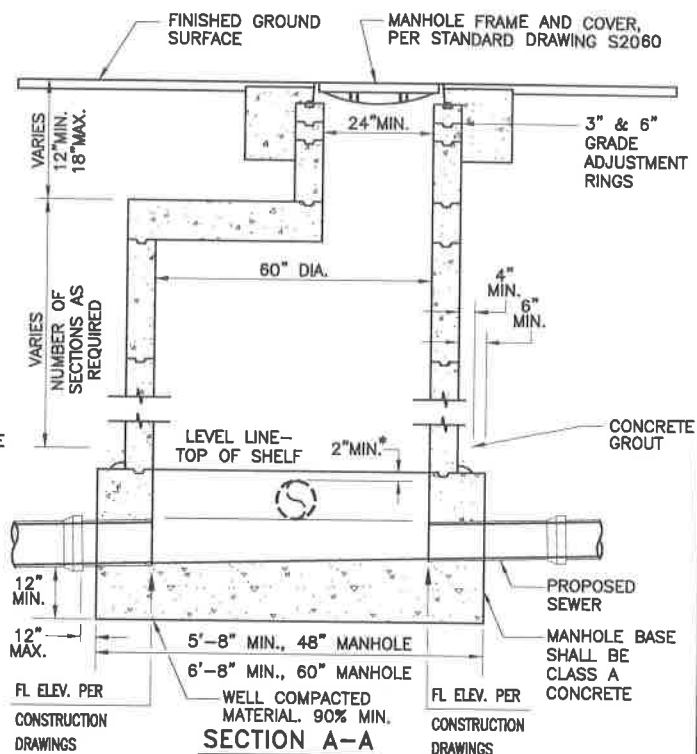 FINISHED GROUND
SURFACE
MANHOLE FRAME AND COVER,
PER STANDARD DRAWING S2060
VARIES
12"MIN.
18"MAX.
24"MIN.
3" & 6"
GRADE
ADJUSTMENT
RINGS
60" DIA.
4"
MIN.
6"
MIN.
VARIES
NUMBER OF
SECTIONS AS
REQUIRED
LEVEL LINE-
TOP OF SHELF
2"MIN.*
CONCRETE
GROUT
E
S
12"
MIN.
12"
MAX.
5'-8" MIN., 48" MANHOLE
6'-8" MIN., 60" MANHOLE
PROPOSED
SEWER
MANHOLE BASE
SHALL BE
CLASS A
CONCRETE
FL ELEV. PER
CONSTRUCTION
DRAWINGS
WELL COMPACTED
MATERIAL. 90% MIN.
FL ELEV. PER
CONSTRUCTION
DRAWINGS
SECTION A-A